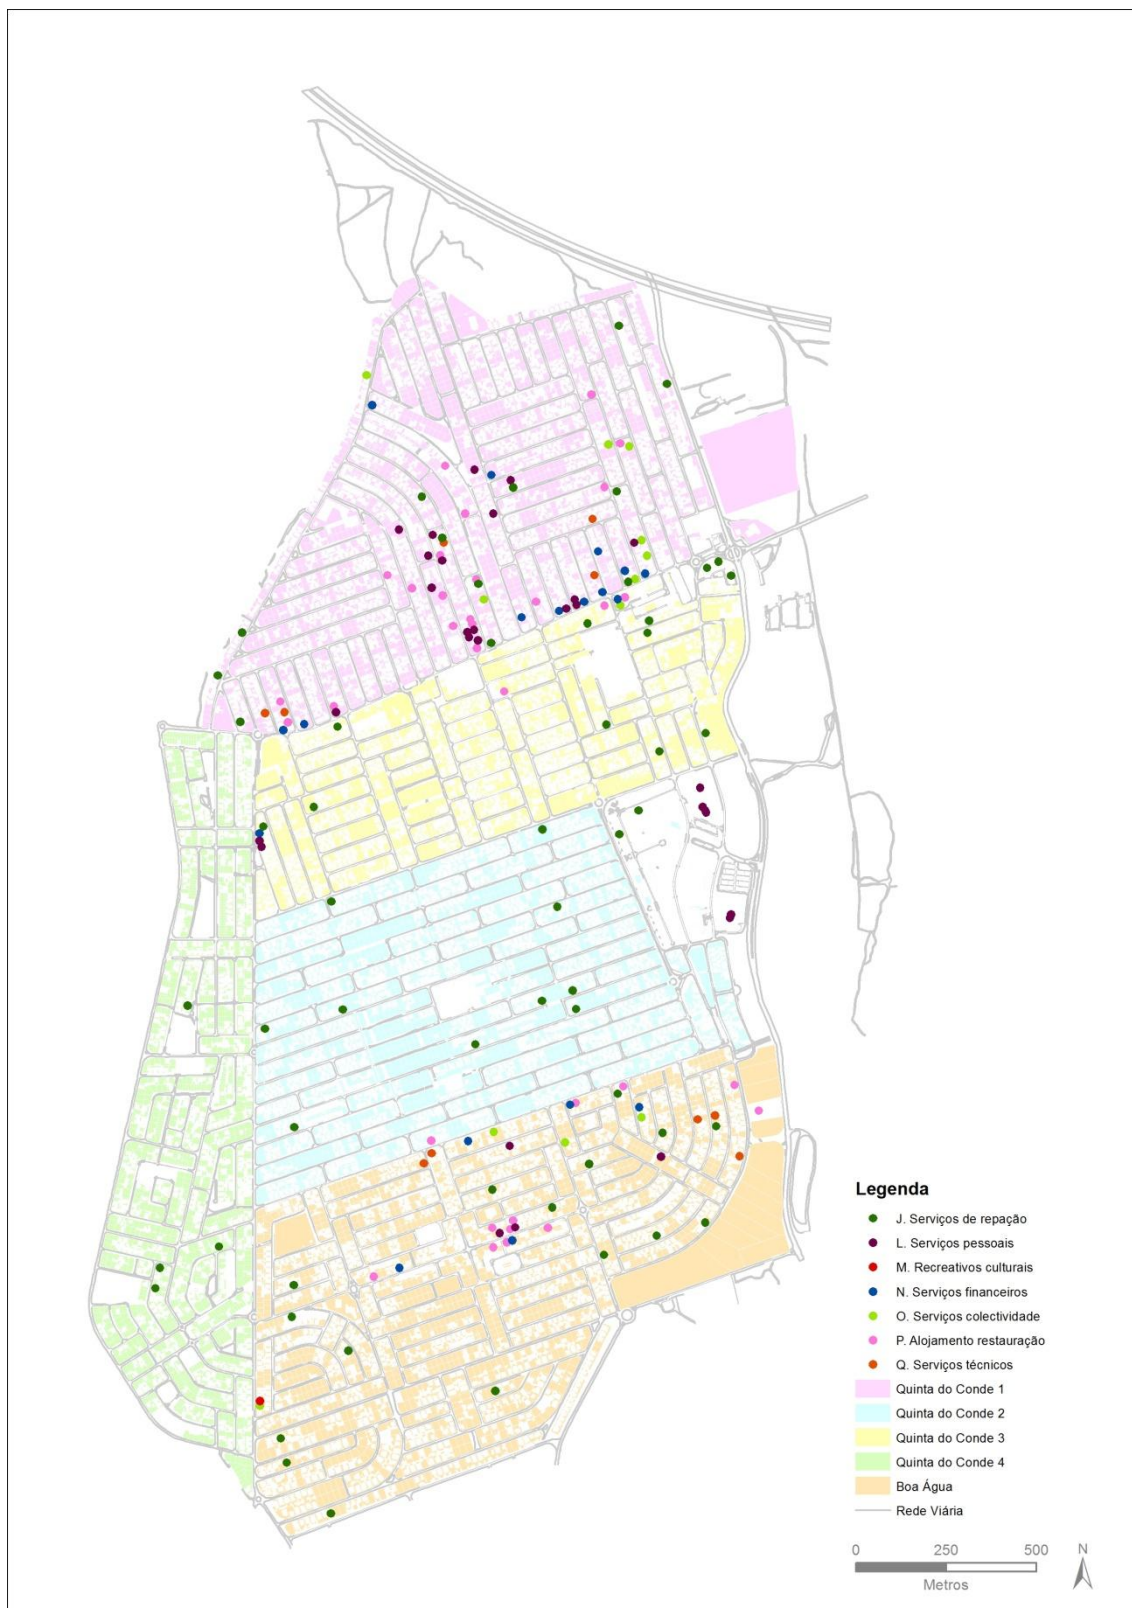 Legenda
J. Serviços de repação
L. Serviços pessoais
M. Recreativos culturais
N. Serviços financeiros
O. Serviços colectividade
P. Alojamento restauração
Q. Serviços técnicos
Quinta do Conde 1
Quinta do Conde 2
Quinta do Conde 3
Quinta do Conde 4
Boa Água
Rede Viária
0 250 500 N
Metros